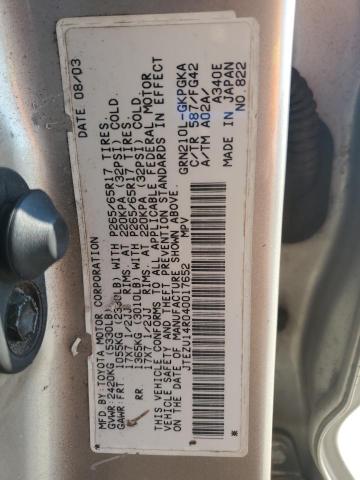 MFD.BY:TOYOTA MOTOR CORPORATION DATE 08/03
GVWR:2420KG (5330LB)
GAWR:FRT. 1055KG (2330LB) WITH P265/65R17 TIRES.
17X7 1/2JJ RIMS. AT 220KPA (32PSI) COLD
RR. 1365KG (3010LB) WITH P265/65R17 TIRES.
17X7 1/2JJ RIMS. AT 220KPA (32PSI) COLD
THIS VEHICLE CONFORMS TO ALL APPLICABLE FEDERAL MOTOR
VEHICLE SAFETY AND THEFT PREVENTION STANDARDS IN EFFECT
ON THE DATE OF MANUFACTURE SHOWN ABOVE.
* JTEZU14R040017652 *
MPV
GRN210L-GKPGKA
C/TR 587/FG42
A/TM A02A/ A340E
MADE IN JAPAN
NO.822